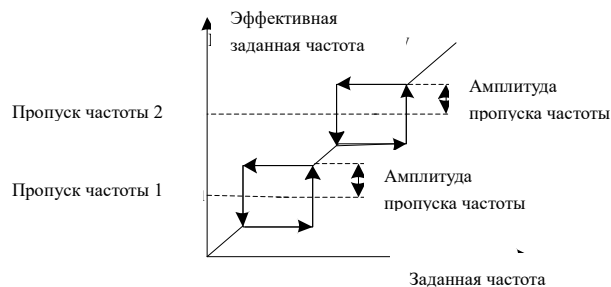 Эффективная
заданная частота
Амплитуда
пропуска частоты
Пропуск частоты 2
Амплитуда
пропуска частоты
Пропуск частоты 1
Заданная частота